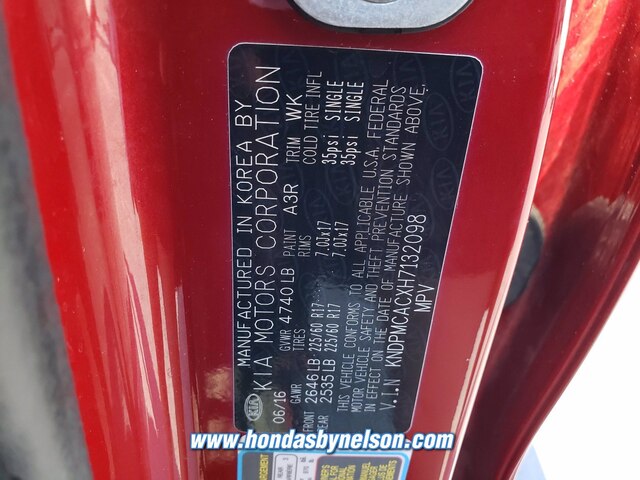 MANUFACTURED IN KOREA BY
KIA MOTORS CORPORATION
06/16 GVWR 4740LB PAINT A3R TRIM WK
GAWR TIRES RIMS COLD TIRE INFL
FRONT 2646LB 225/60 R17 7.0Jx17 35psi SINGLE
REAR 2535LB 225/60 R17 7.0Jx17 35psi SINGLE
THIS VEHICLE CONFORMS TO ALL APPLICABLE U.S.A. FEDERAL
MOTOR VEHICLE SAFETY AND THEFT PREVENTION STANDARDS
IN EFFECT ON THE DATE OF MANUFACTURE SHOWN ABOVE.
V.I.N KNDPMCACXH7132098
MPV
KIA
www.hondasbynelson.com